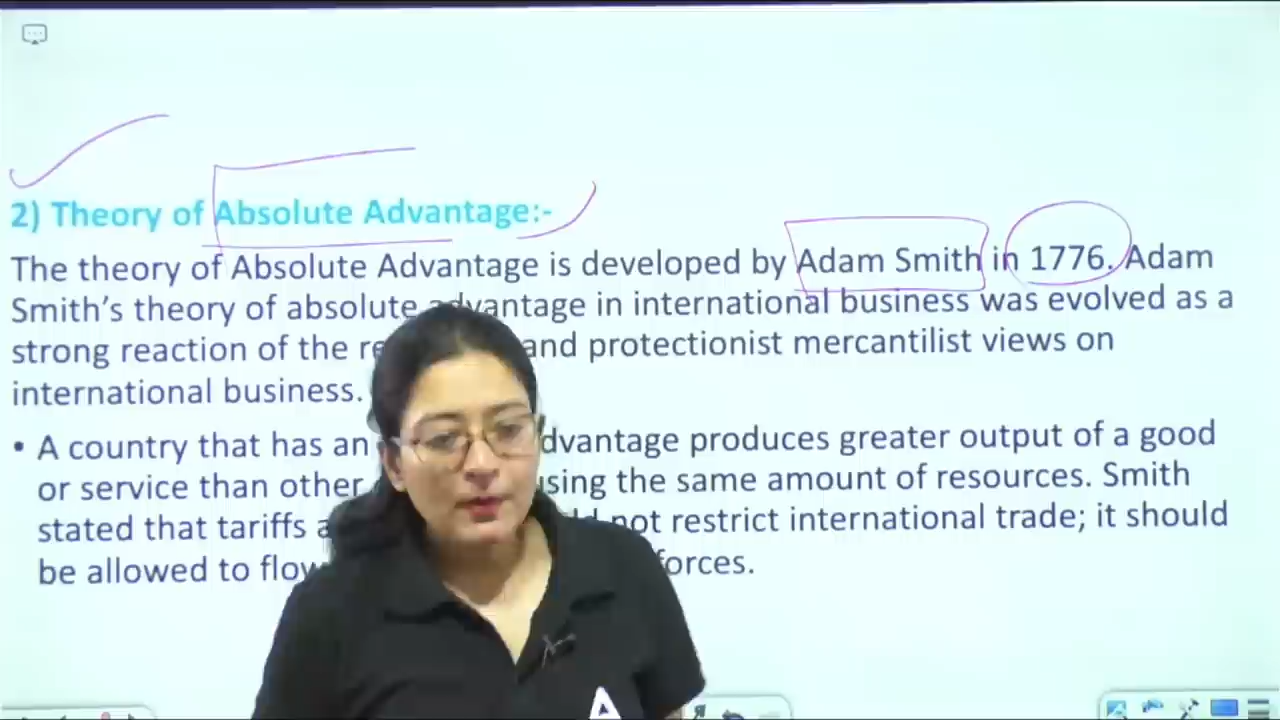 2) Theory of Absolute Advantage:-
The theory of Absolute Advantage is developed by Adam Smith in 1776. Adam
Smith's theory of absolute advantage in international business was evolved as a
strong reaction of the and protectionist mercantilist views on
international business.
• A country that has an dvantage produces greater output of a good
or service than other using the same amount of resources. Smith
stated that tariffs not restrict international trade; it should
be allowed to flow forces.